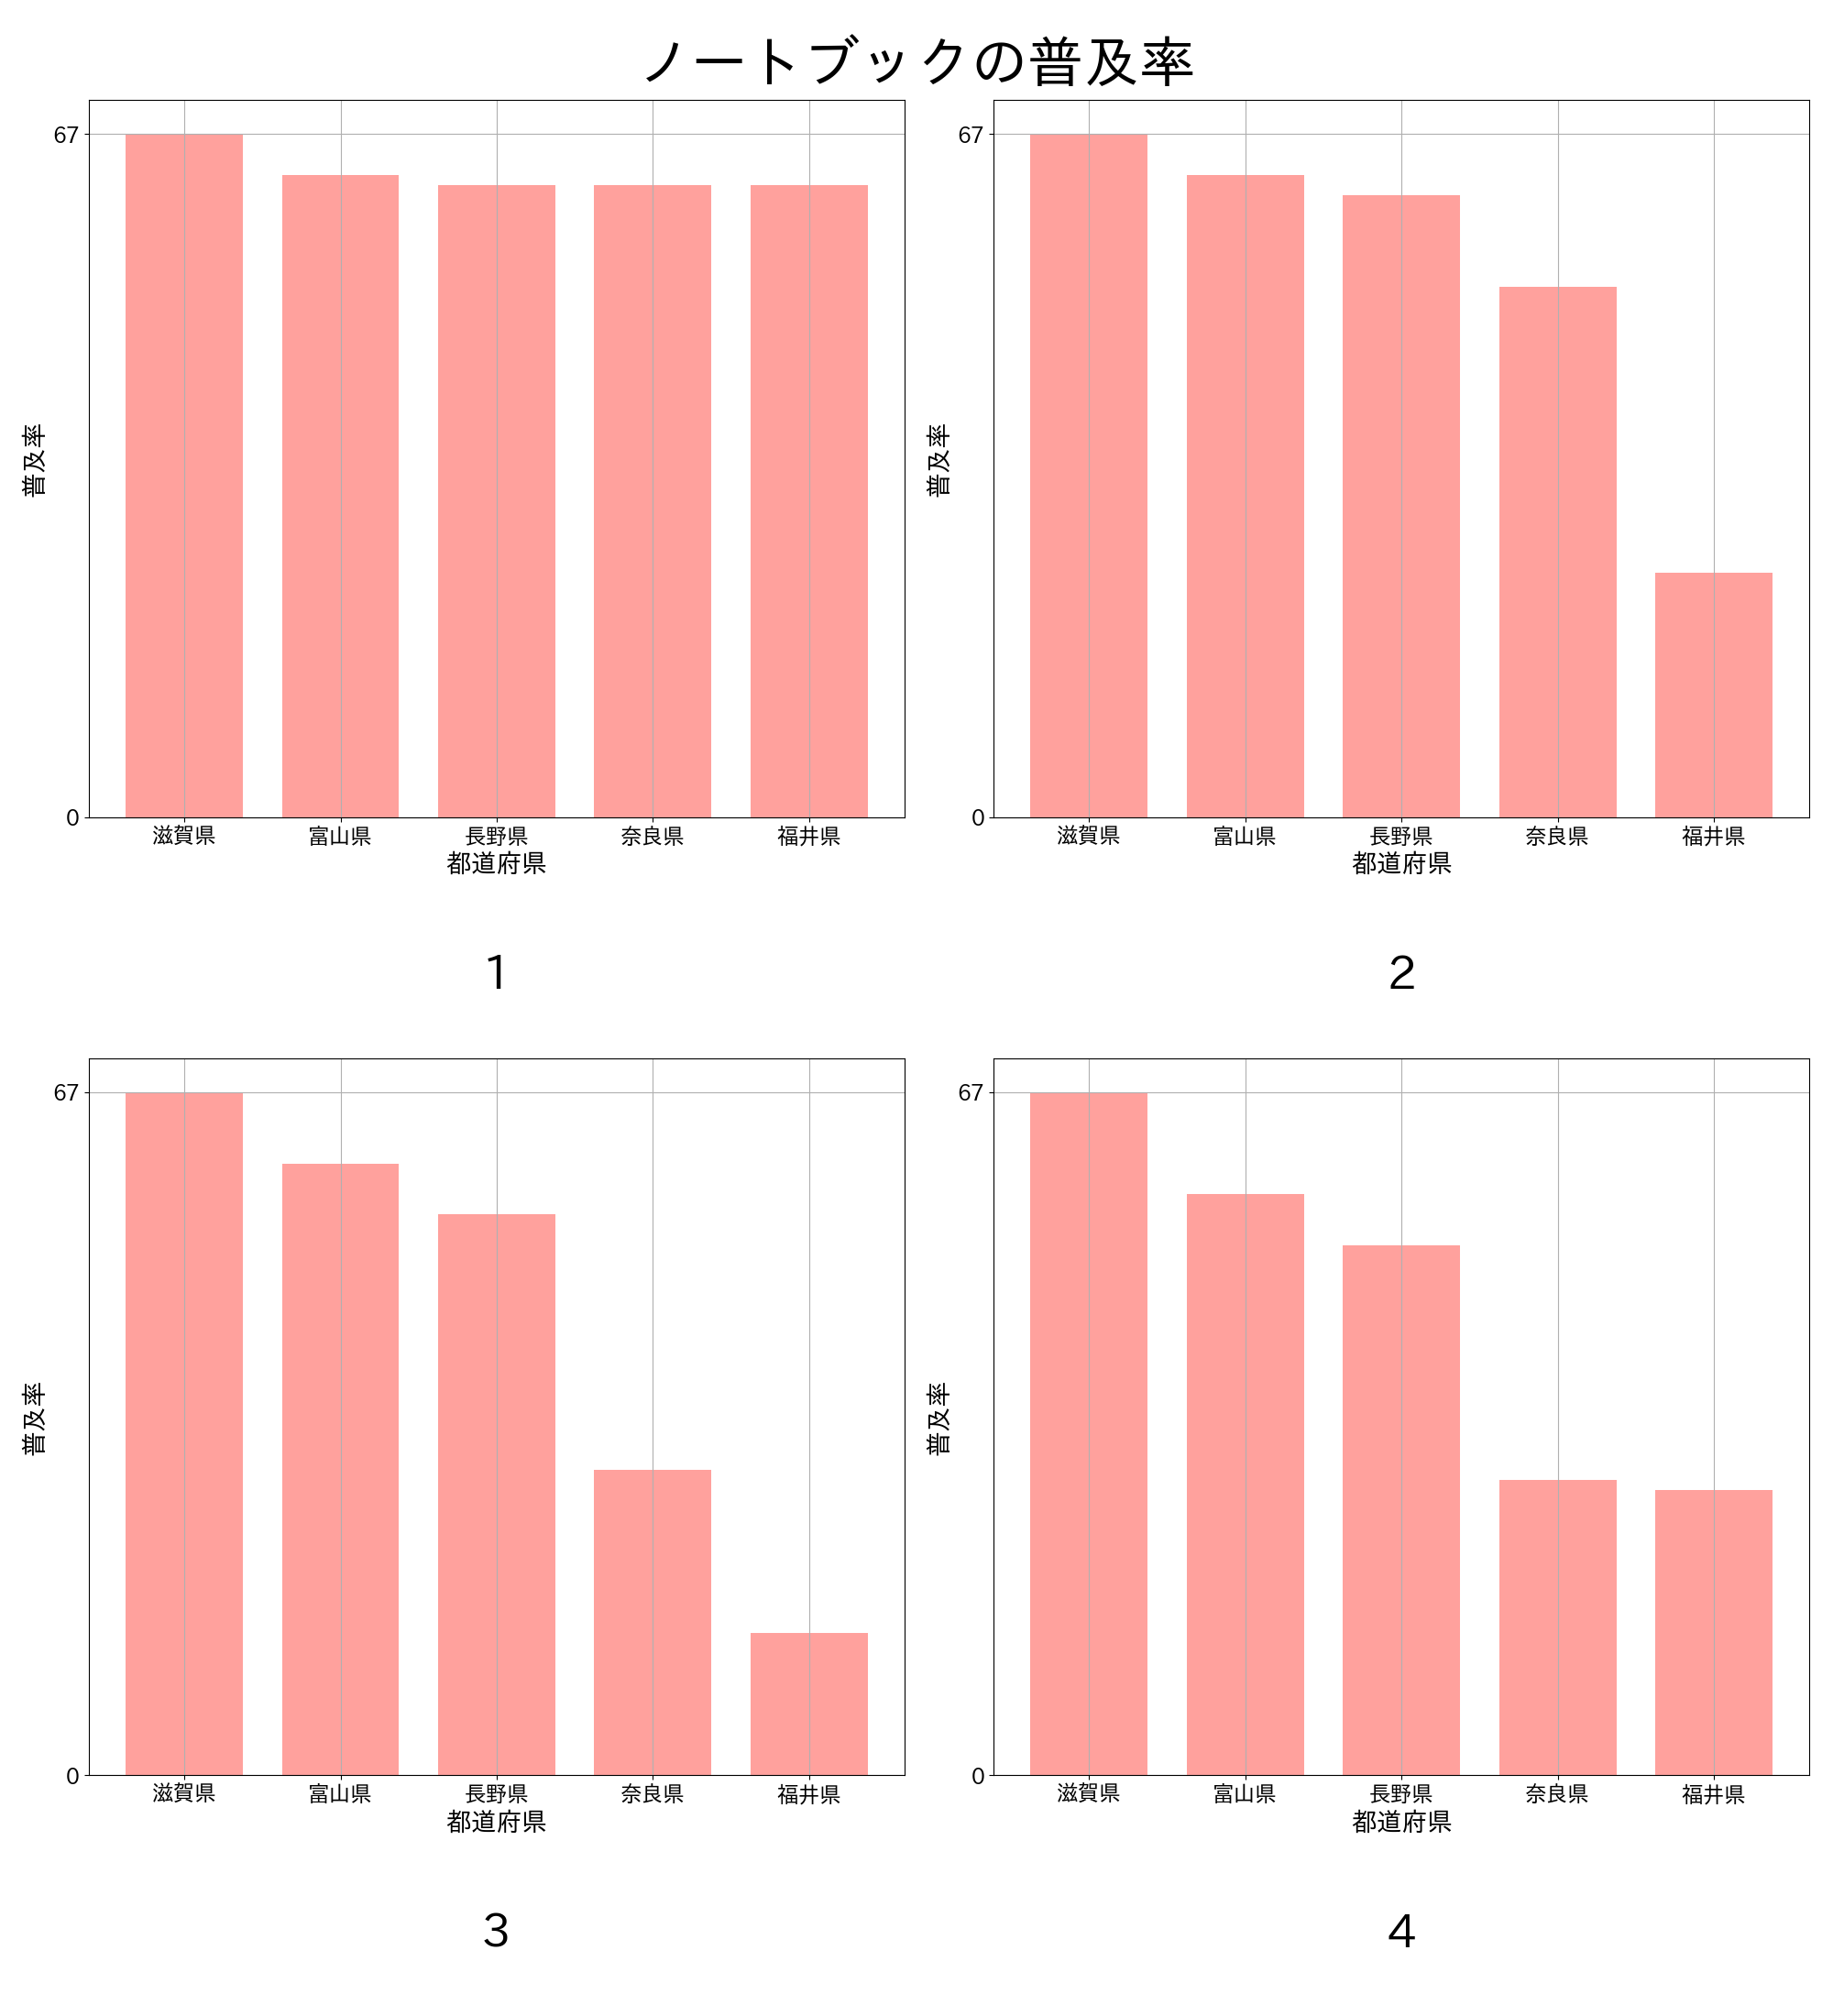 ノートブックの普及率
67
0
普及率
滋賀県 富山県 長野県 奈良県 福井県
都道府県
1
67
0
普及率
滋賀県 富山県 長野県 奈良県 福井県
都道府県
2
67
0
普及率
滋賀県 富山県 長野県 奈良県 福井県
都道府県
3
67
0
普及率
滋賀県 富山県 長野県 奈良県 福井県
都道府県
4